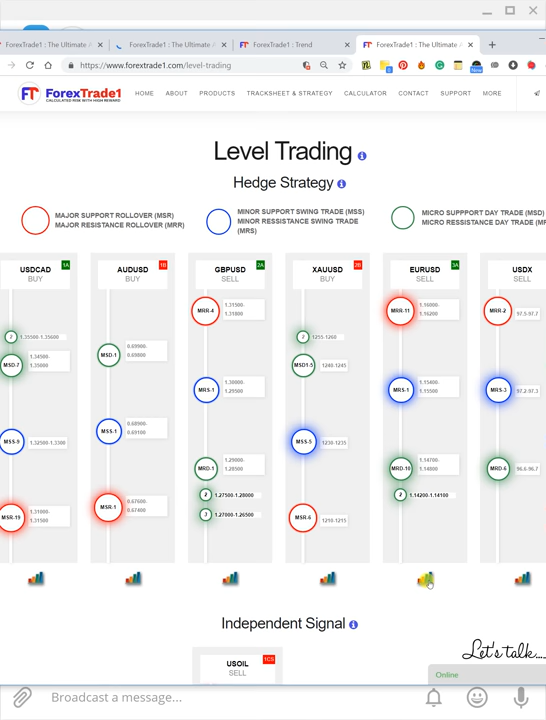 ForexTrade1 : The Ultimate
ForexTrade1 : The Ultimate
ForexTrade1 : Trend
ForexTrade1 : The Ultimate
https://www.forextrade1.com/level-trading
New
FT ForexTrade1
CALCULATED RISK WITH HIGH REWARD
HOME ABOUT PRODUCTS TRACKSHEET & STRATEGY CALCULATOR CONTACT SUPPORT MORE
Level Trading
Hedge Strategy
MAJOR SUPPORT ROLLOVER (MSR)
MAJOR RESISTANCE ROLLOVER (MRR)
MINOR SUPPORT SWING TRADE (MSS)
MINOR RESSISTANCE SWING TRADE
(MRS)
MICRO SUPPPORT DAY TRADE (MSD)
MICRO RESSISTANCE DAY TRADE
USDCAD
BUY
1A
2
1.35500-1.35600
MSD-7
1.34500-
1.35000
MSS-9
1.32500-1.3300
MSR-19
1.31000-
1.31500
AUDUSD
BUY
1B
MSD-1
0.69900-
0.69800
MSS-1
0.68900-
0.69100
MSR-1
0.67600-
0.67400
GBPUSD
SELL
2A
MRR-4
1.31500-
1.31800
MRS-1
1.30000-
1.29500
MRD-1
1.29000-
1.28500
2
1.27500-1.28000
3
1.27000-1.26500
XAUUSD
BUY
2B
2
1255-1260
MSD1-5
1240-1245
MSS-5
1230-1235
MSR-6
1210-1215
EURUSD
SELL
3A
MRR-11
1.16000-
1.16200
MRS-1
1.15400-
1.15500
MRD-10
1.14700-
1.14800
2
1.14200-1.14100
USDX
SELL
MRR-2
97.5-97.7
MRS-3
97.2-97.3
MRD-6
96.6-96.7
Independent Signal
USOIL
SELL
1CS
Let's talk....
Online
Broadcast a message...